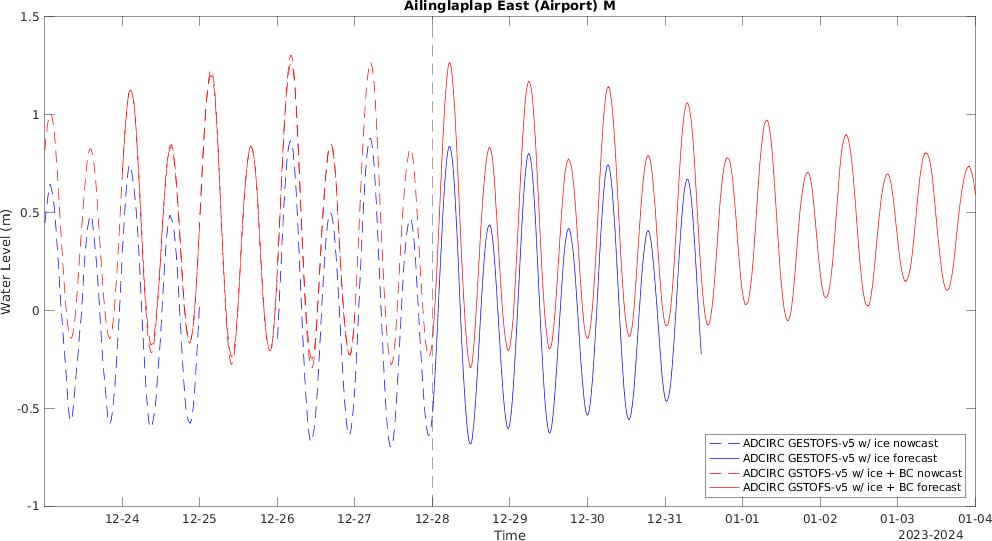 Ailinglaplap East (Airport) M
1.5
1
0.5
0
-0.5
-1
Water Level (m)
12-24 12-25 12-26 12-27 12-28 12-29 12-30 12-31 01-01 01-02 01-03 01-04
Time
2023-2024
ADCIRC GESTOFS-v5 w/ ice nowcast
ADCIRC GESTOFS-v5 w/ ice forecast
ADCIRC GSTOFS-v5 w/ ice + BC nowcast
ADCIRC GSTOFS-v5 w/ ice + BC forecast